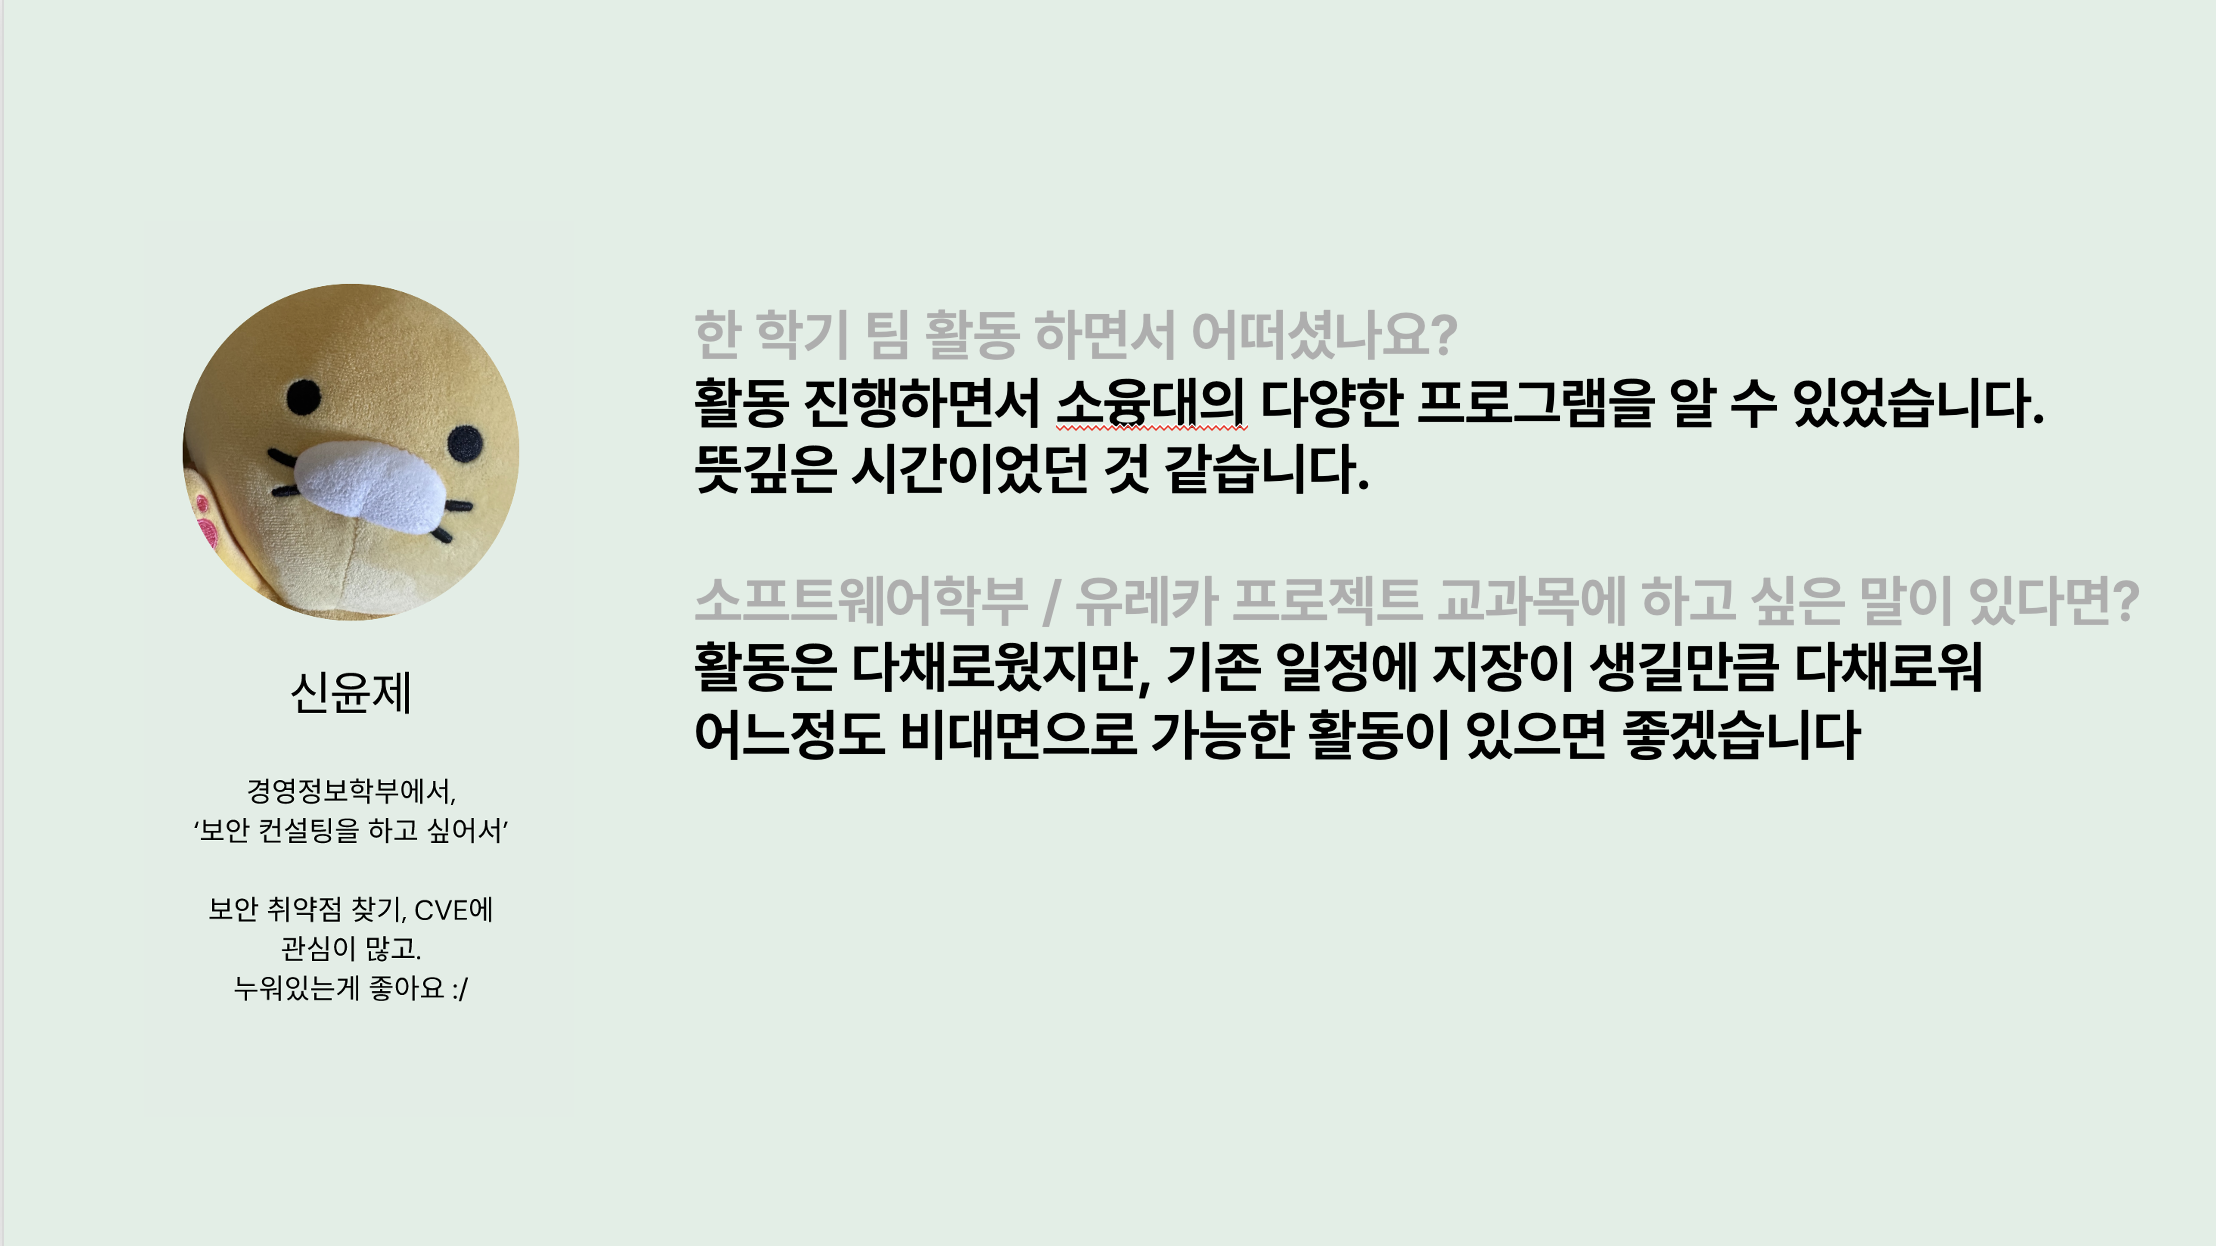 신윤제
경영정보학부에서,
‘보안 컨설팅을 하고 싶어서’
보안 취약점 찾기, CVE에
관심이 많고.
누워있는게 좋아요 :/
한 학기 팀 활동 하면서 어떠셨나요?
활동 진행하면서 소융대의 다양한 프로그램을 알 수 있었습니다.
뜻깊은 시간이었던 것 같습니다.
소프트웨어학부 / 유레카 프로젝트 교과목에 하고 싶은 말이 있다면?
활동은 다채로웠지만, 기존 일정에 지장이 생길만큼 다채로워
어느정도 비대면으로 가능한 활동이 있으면 좋겠습니다